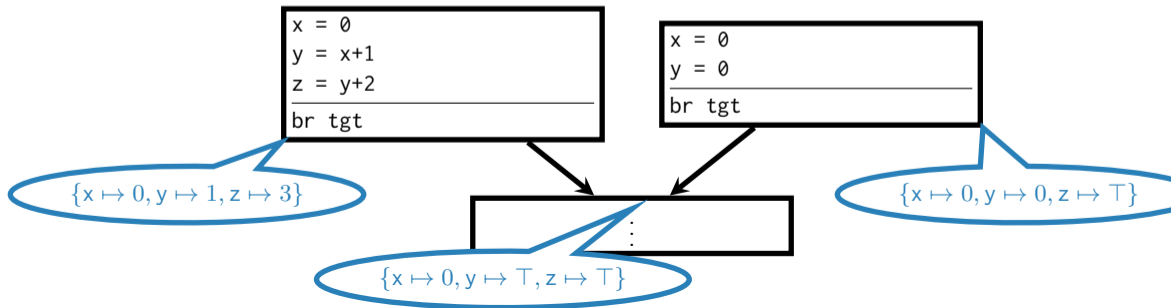 x = 0
y = x+1
z = y+2
br tgt
x = 0
y = 0
br tgt
{x ↦ 0, y ↦ 1, z ↦ 3}
{x ↦ 0, y ↦ 0, z ↦ ⊤}
⋮
{x ↦ 0, y ↦ ⊤, z ↦ ⊤}